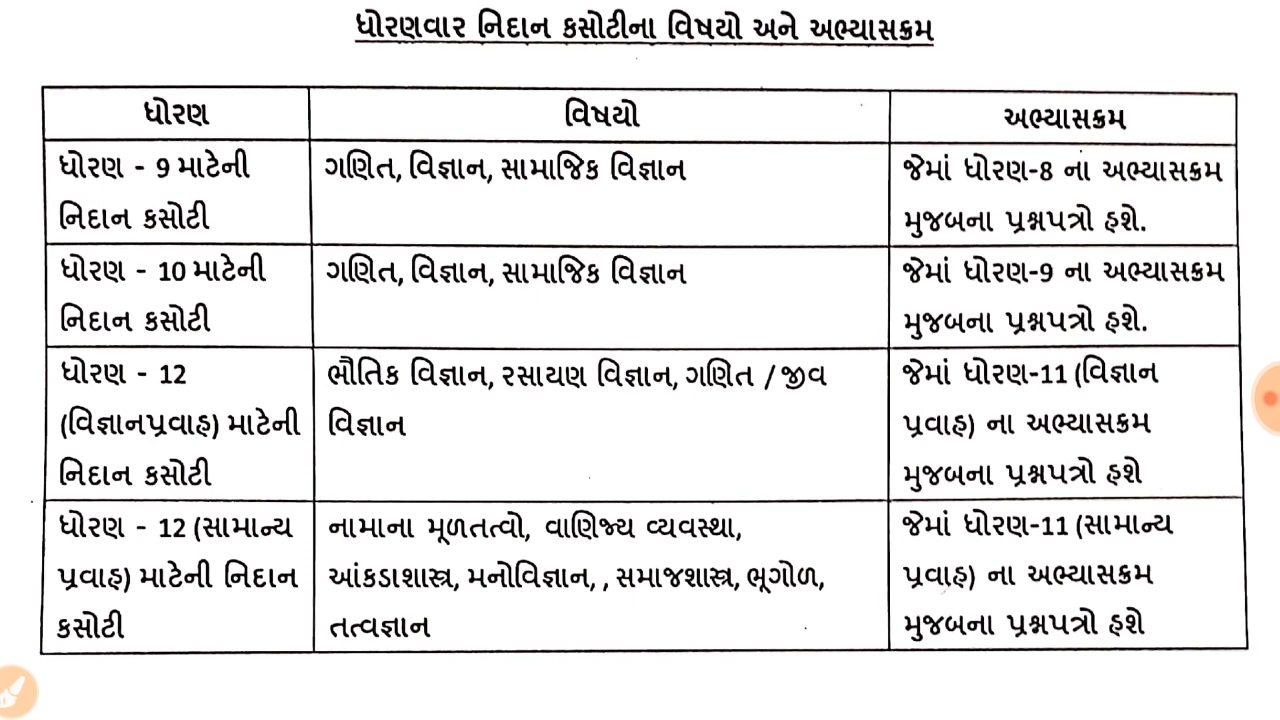 ધોરણવાર નિદાન કસોટીના વિષયો અને અભ્યાસક્રમ
ધોરણ
વિષયો
અભ્યાસક્રમ
ધોરણ - 9 માટેની
નિદાન કસોટી
ગણિત, વિજ્ઞાન, સામાજિક વિજ્ઞાન
જેમાં ધોરણ-8 ના અભ્યાસક્રમ
મુજબના પ્રશ્નપત્રો હશે.
ધોરણ - 10 માટેની
નિદાન કસોટી
ગણિત, વિજ્ઞાન, સામાજિક વિજ્ઞાન
જેમાં ધોરણ-9 ના અભ્યાસક્રમ
મુજબના પ્રશ્નપત્રો હશે.
ધોરણ - 12
(વિજ્ઞાનપ્રવાહ) માટેની
નિદાન કસોટી
ભૌતિક વિજ્ઞાન, રસાયણ વિજ્ઞાન, ગણિત / જીવ
વિજ્ઞાન
જેમાં ધોરણ-11 (વિજ્ઞાન
પ્રવાહ) ના અભ્યાસક્રમ
મુજબના પ્રશ્નપત્રો હશે
ધોરણ - 12 (સામાન્ય
પ્રવાહ) માટેની નિદાન
કસોટી
નામાના મૂળતત્વો, વાણિજ્ય વ્યવસ્થા,
આંકડાશાસ્ત્ર, મનોવિજ્ઞાન, , સમાજશાસ્ત્ર, ભૂગોળ,
તત્વજ્ઞાન
જેમાં ધોરણ-11 (સામાન્ય
પ્રવાહ) ના અભ્યાસક્રમ
મુજબના પ્રશ્નપત્રો હશે